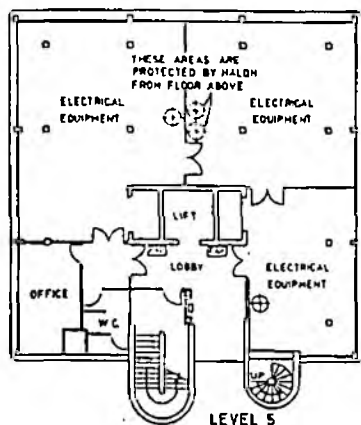 THESE AREAS ARE
PROTECTED BY HALON
FROM FLOOR ABOVE
ELECTRICAL
EQUIPMENT
ELECTRICAL
EQUIPMENT
LIFT
LOBBY
ELECTRICAL
EQUIPMENT
OFFICE
W.C.
UP
LEVEL 5